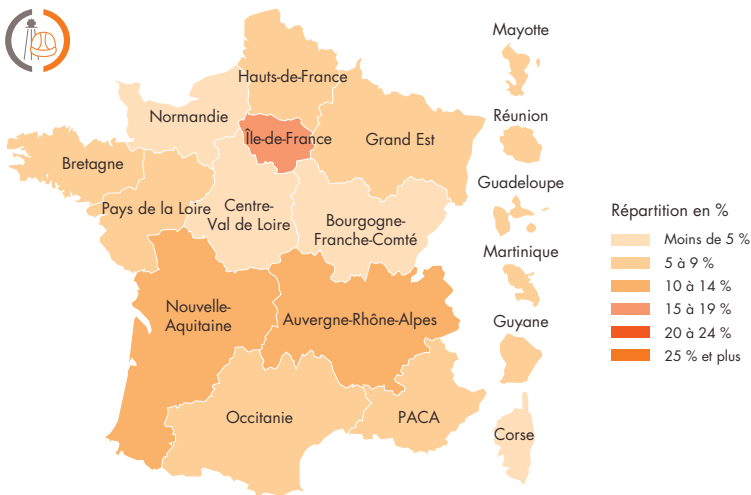 Mayotte
Hauts-de-France
Normandie
Réunion
Île-de-France
Grand Est
Bretagne
Guadeloupe
Pays de la Loire
Centre-
Val de Loire
Bourgogne-
Franche-Comté
Répartition en %
Moins de 5 %
5 à 9 %
10 à 14 %
15 à 19 %
20 à 24 %
25 % et plus
Martinique
Nouvelle-
Aquitaine
Auvergne-Rhône-Alpes
Guyane
Occitanie
PACA
Corse